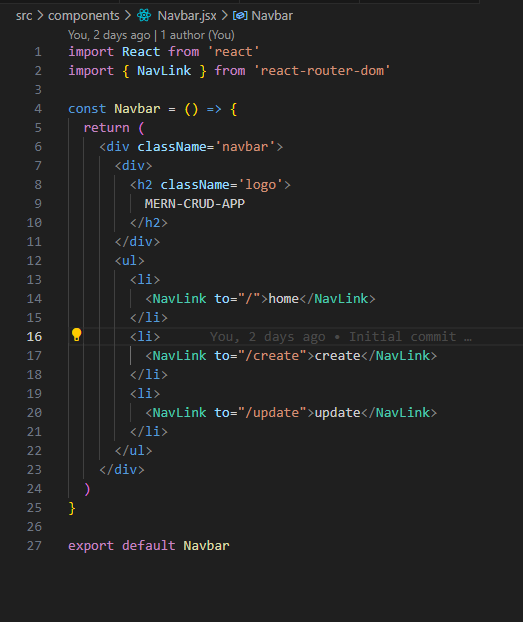 src > components > Navbar.jsx > Navbar
You, 2 days ago | 1 author (You)
1 import React from 'react'
2 import { NavLink } from 'react-router-dom'
3
4 const Navbar = () => {
5 return (
6 <div className='navbar'>
7 <div>
8 <h2 className='logo'>
9 MERN-CRUD-APP
10 </h2>
11 </div>
12 <ul>
13 <li>
14 <NavLink to="/">home</NavLink>
15 </li>
16 <li> You, 2 days ago • Initial commit …
17 <NavLink to="/create">create</NavLink>
18 </li>
19 <li>
20 <NavLink to="/update">update</NavLink>
21 </li>
22 </ul>
23 </div>
24 )
25 }
26
27 export default Navbar